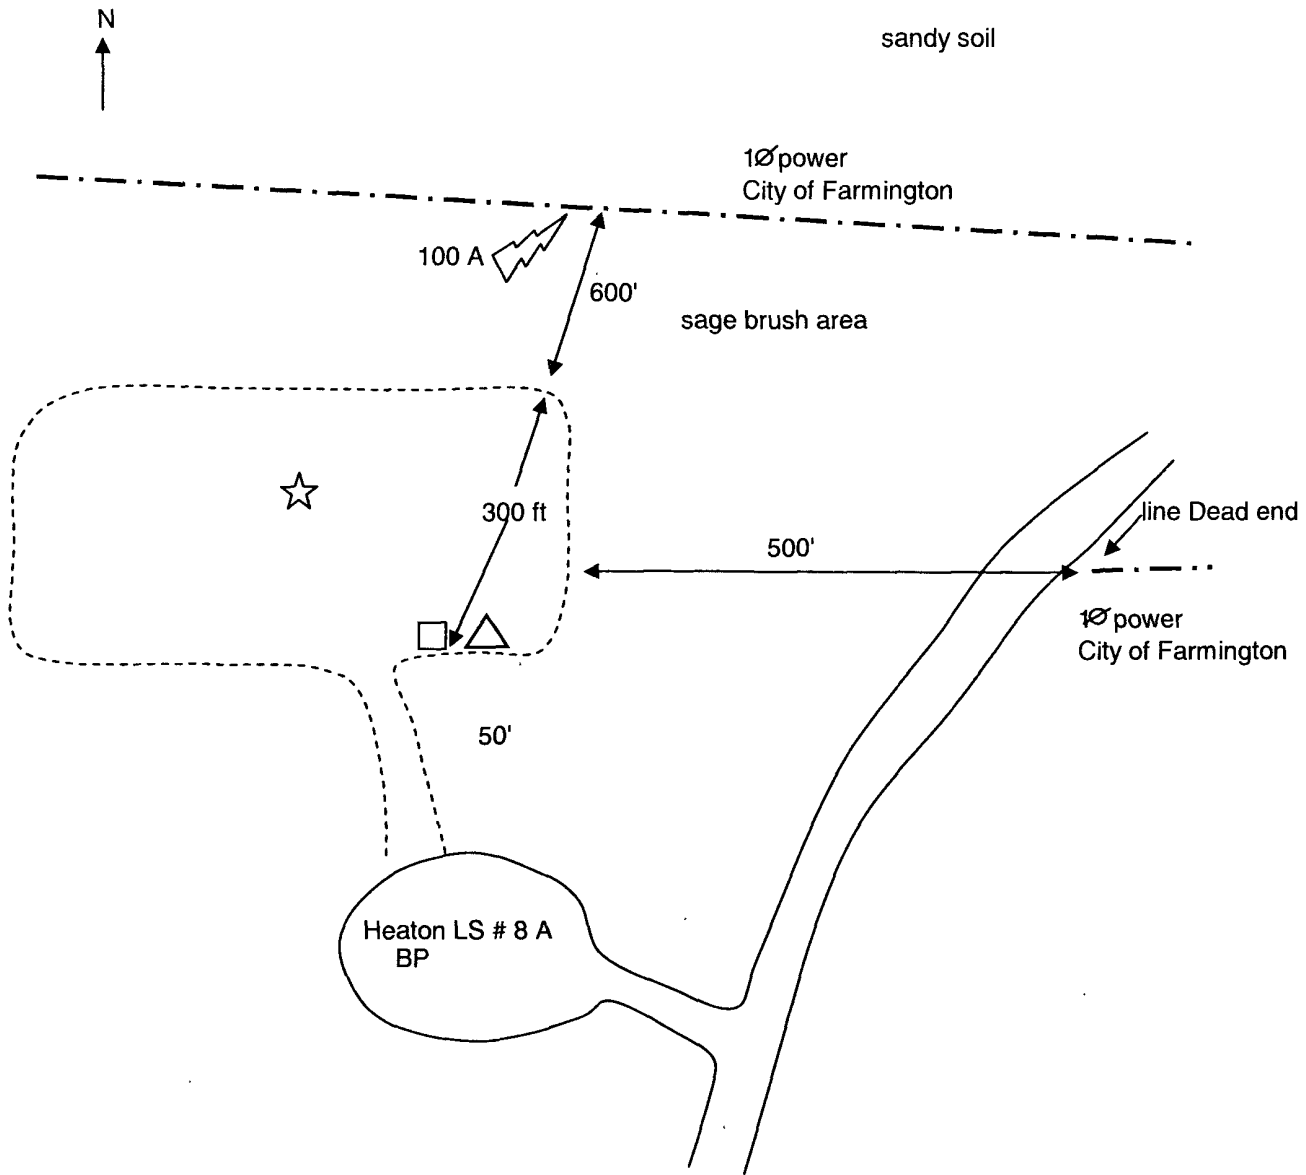 N
sandy soil
1Ø power
City of Farmington
100 A
600'
sage brush area
300 ft
line Dead end
500'
1Ø power
City of Farmington
50'
Heaton LS # 8 A
BP